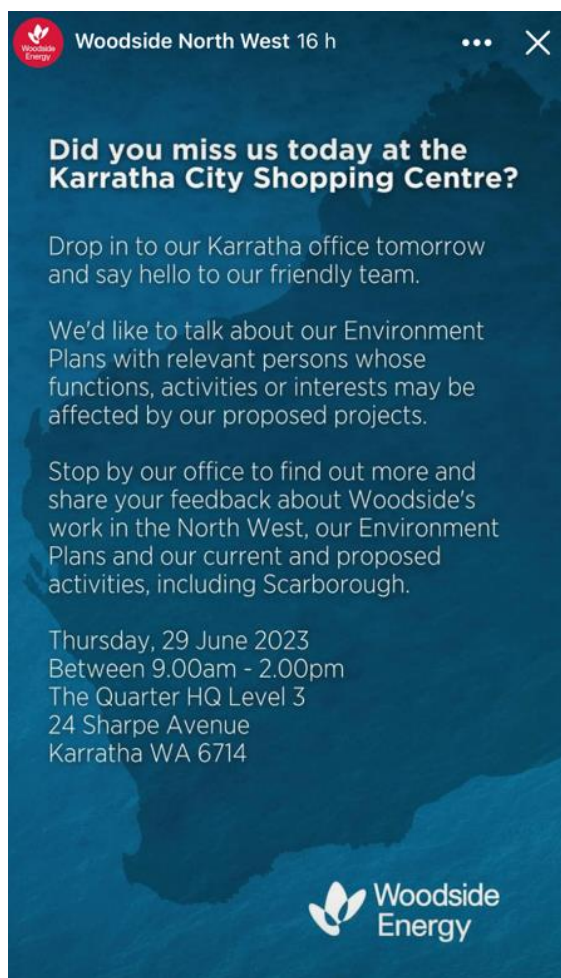 Woodside North West 16 h
Woodside
Energy
Did you miss us today at the
Karratha City Shopping Centre?
Drop in to our Karratha office tomorrow
and say hello to our friendly team.
We'd like to talk about our Environment
Plans with relevant persons whose
functions, activities or interests may be
affected by our proposed projects.
Stop by our office to find out more and
share your feedback about Woodside's
work in the North West, our Environment
Plans and our current and proposed
activities, including Scarborough.
Thursday, 29 June 2023
Between 9.00am - 2.00pm
The Quarter HQ Level 3
24 Sharpe Avenue
Karratha WA 6714
Woodside
Energy